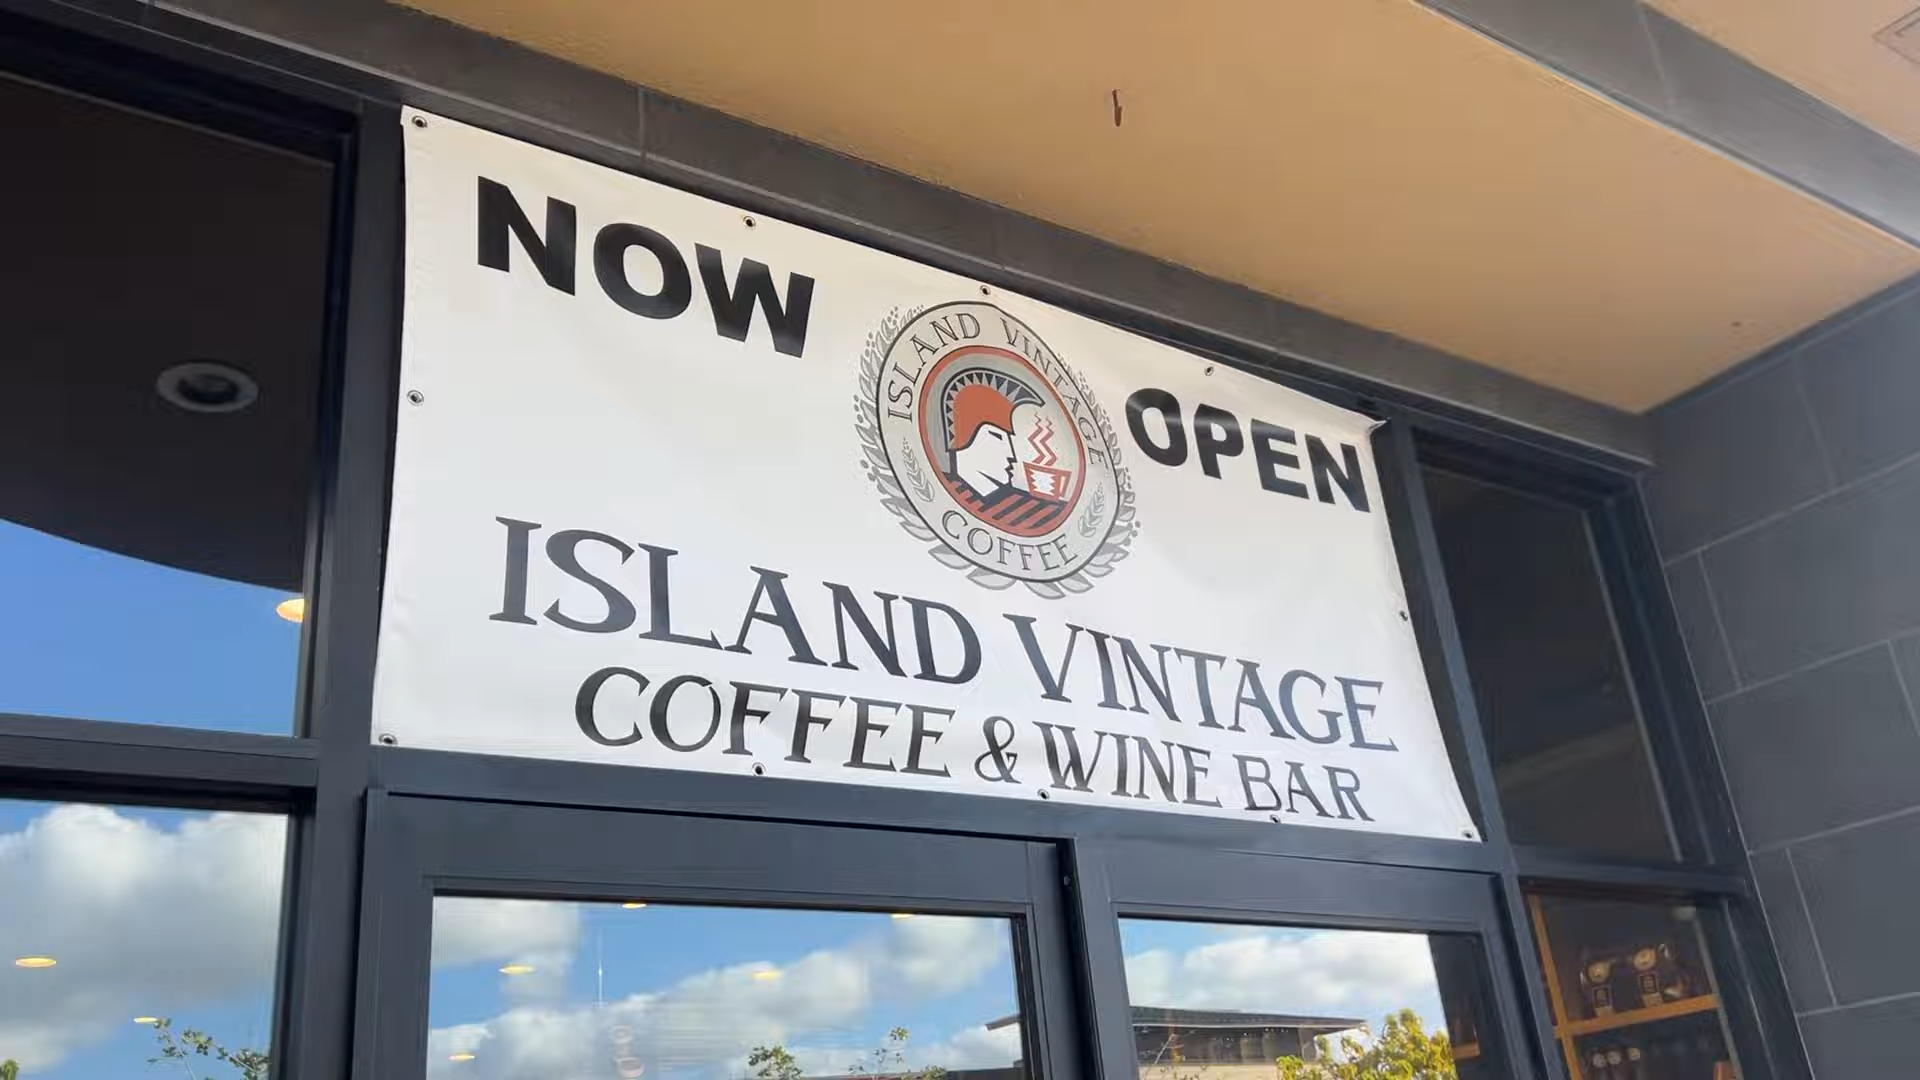 NOW
OPEN
ISLAND VINTAGE
COFFEE
ISLAND VINTAGE
COFFEE & WINE BAR